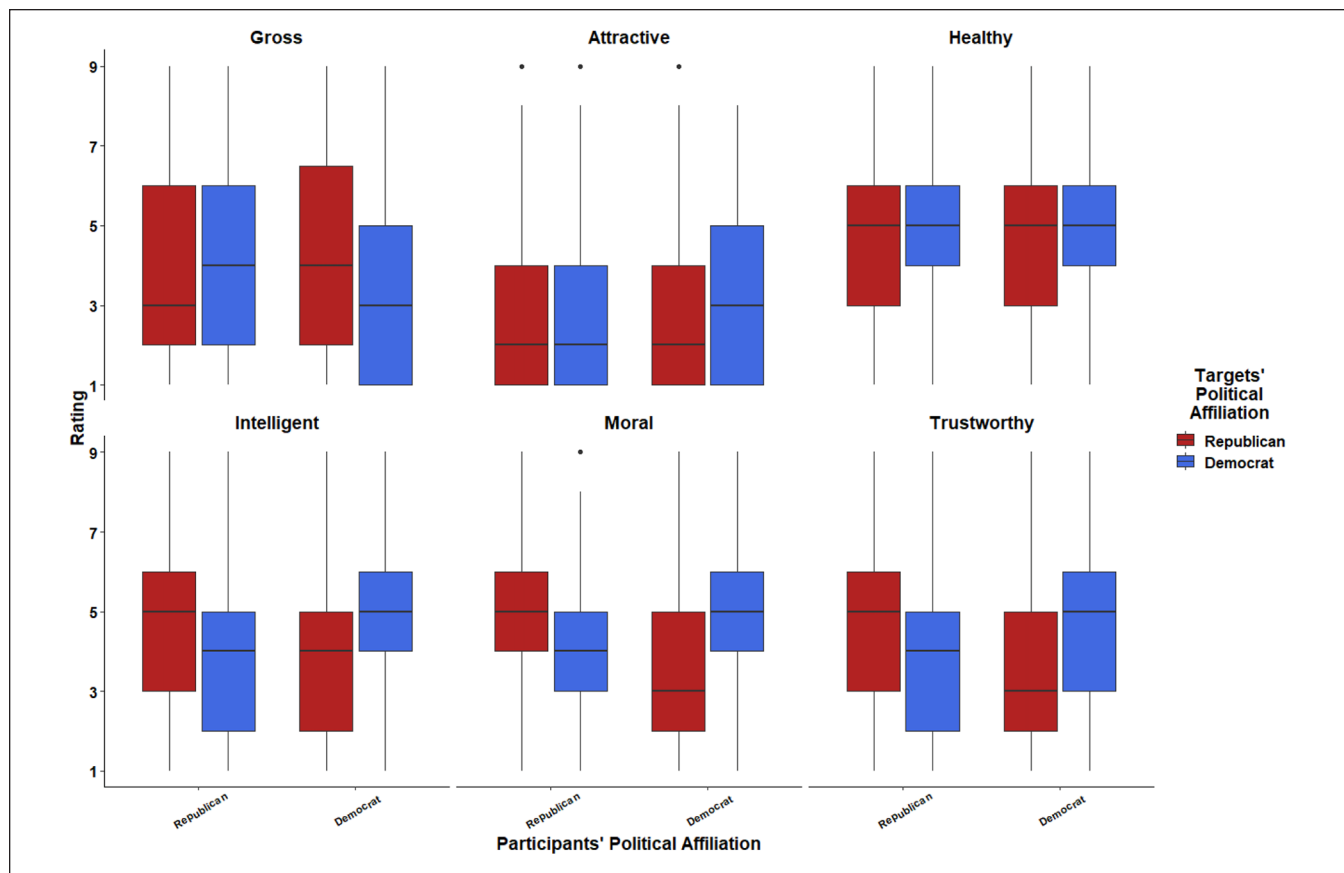 Gross
Attractive
Healthy
9
7
5
3
1
Rating
Intelligent
Moral
Trustworthy
9
7
5
3
1
Republican
Democrat
Republican
Democrat
Republican
Democrat
Participants' Political Affiliation
Targets'
Political
Affiliation
Republican
Democrat